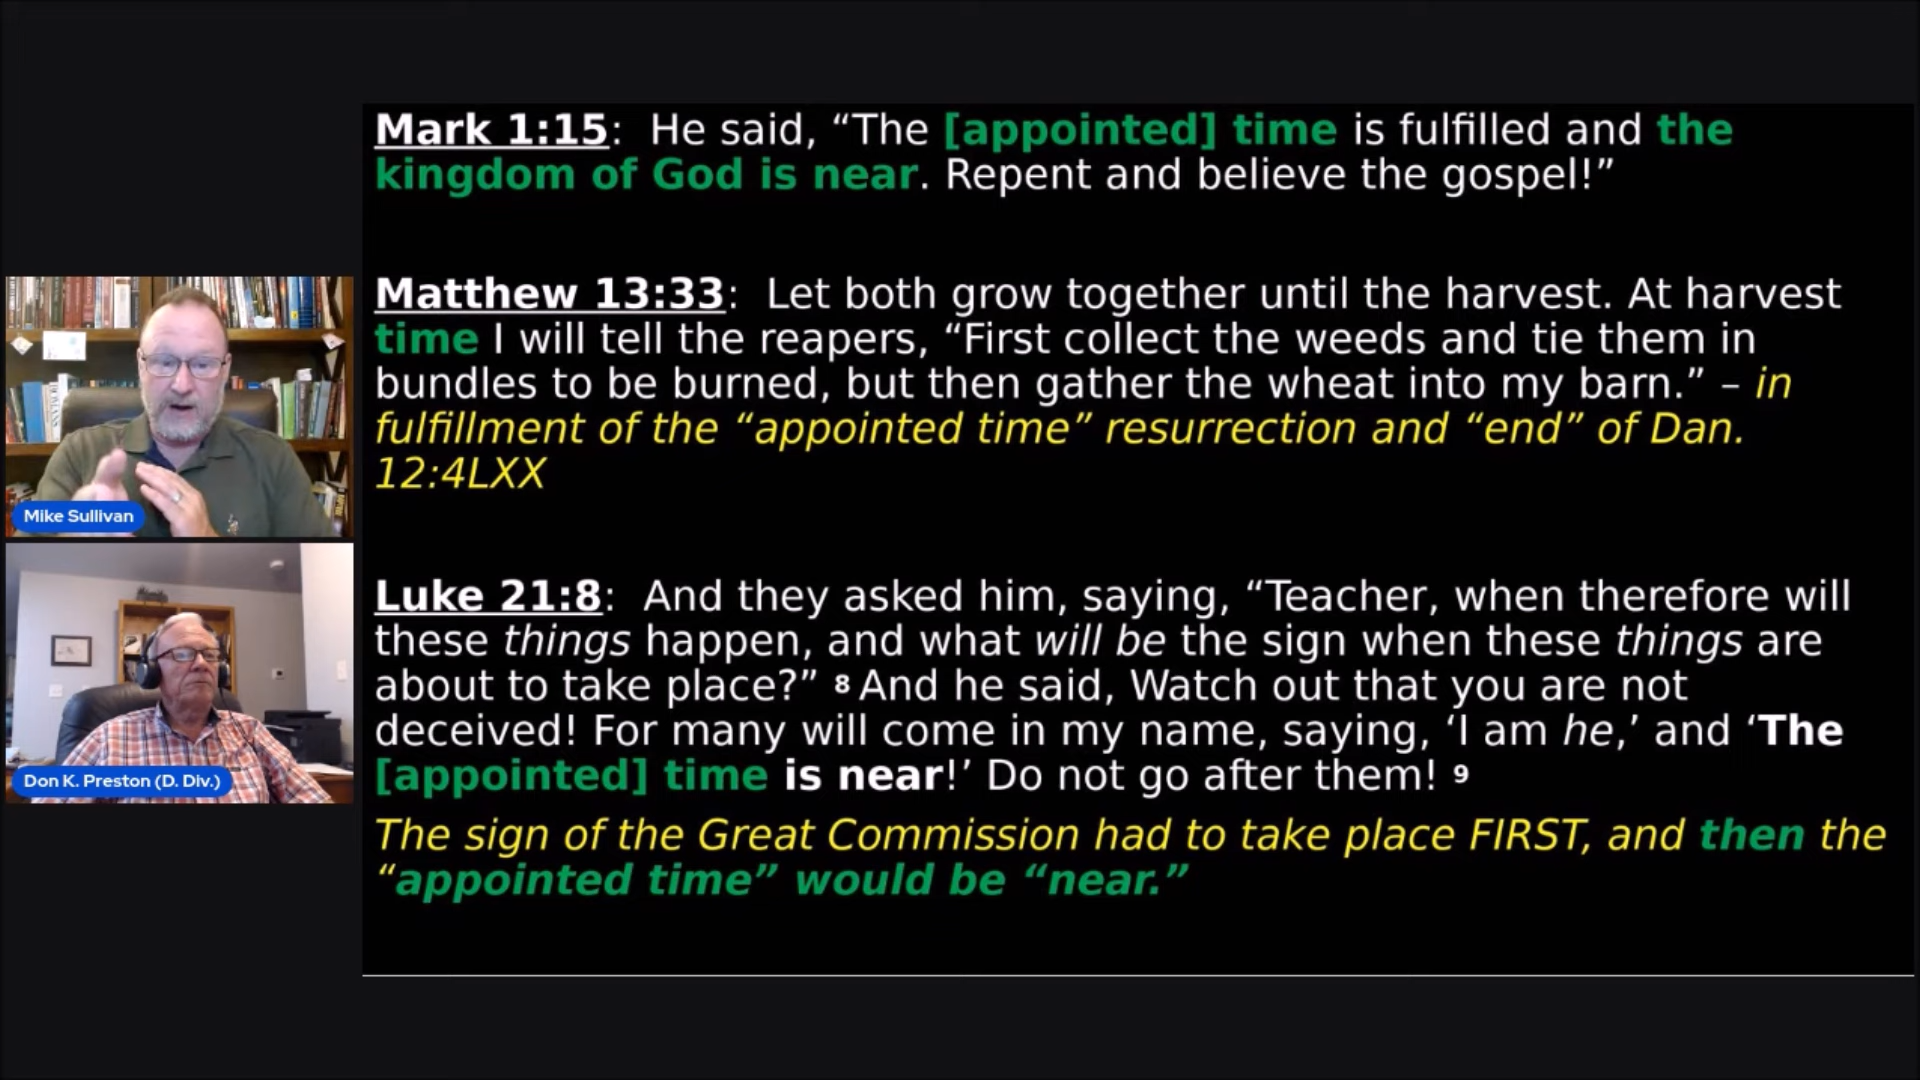 Mark 1:15:  He said, “The [appointed] time is fulfilled and the
kingdom of God is near. Repent and believe the gospel!”
Matthew 13:33:  Let both grow together until the harvest. At harvest
time I will tell the reapers, “First collect the weeds and tie them in
bundles to be burned, but then gather the wheat into my barn.” – in
fulfillment of the “appointed time” resurrection and “end” of Dan.
12:4LXX
Luke 21:8:  And they asked him, saying, “Teacher, when therefore will
these things happen, and what will be the sign when these things are
about to take place?” 8 And he said, Watch out that you are not
deceived! For many will come in my name, saying, ‘I am he,’ and ‘The
[appointed] time is near!’ Do not go after them! 9
The sign of the Great Commission had to take place FIRST, and then the
“appointed time” would be “near.”
Mike Sullivan
Don K. Preston (D. Div.)